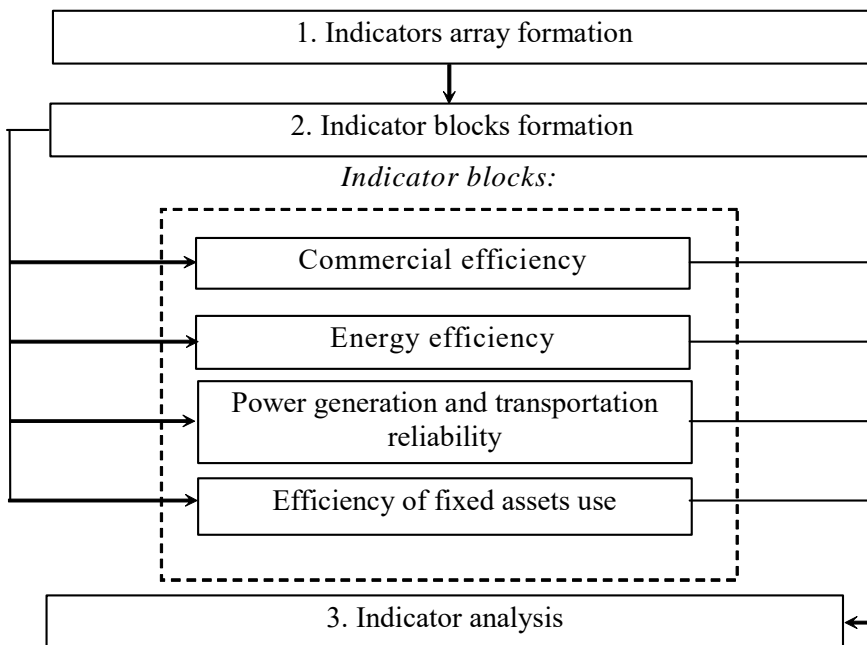 1. Indicators array formation
2. Indicator blocks formation
Indicator blocks:
Commercial efficiency
Energy efficiency
Power generation and transportation
reliability
Efficiency of fixed assets use
3. Indicator analysis